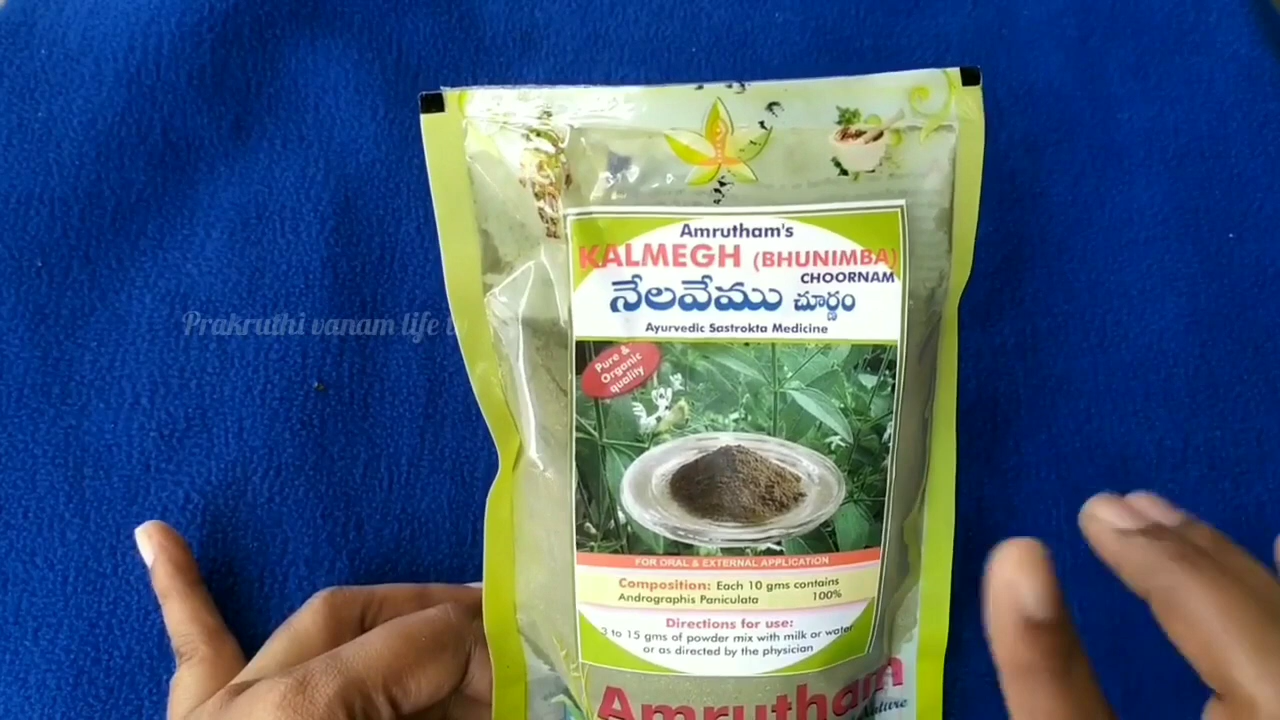 Amrutham's
KALMEGH (BHUNIMBA)
CHOORNAM
నేలవేము చూర్ణం
Ayurvedic Sastrokta Medicine
Prakruthi vanam life
Pure &
Organic
quality
FOR ORAL & EXTERNAL APPLICATION
Composition: Each 10 gms contains
Andrographis Paniculata 100%
Directions for use:
3 to 15 gms of powder mix with milk or water
or as directed by the physician
Amrutham
Nature